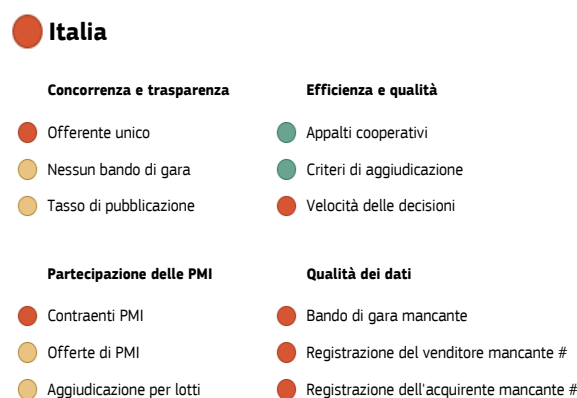 Italia
Concorrenza e trasparenza
Offerente unico
Nessun bando di gara
Tasso di pubblicazione
Efficienza e qualità
Appalti cooperativi
Criteri di aggiudicazione
Velocità delle decisioni
Partecipazione delle PMI
Contraenti PMI
Offerte di PMI
Aggiudicazione per lotti
Qualità dei dati
Bando di gara mancante
Registrazione del venditore mancante #
Registrazione dell'acquirente mancante #